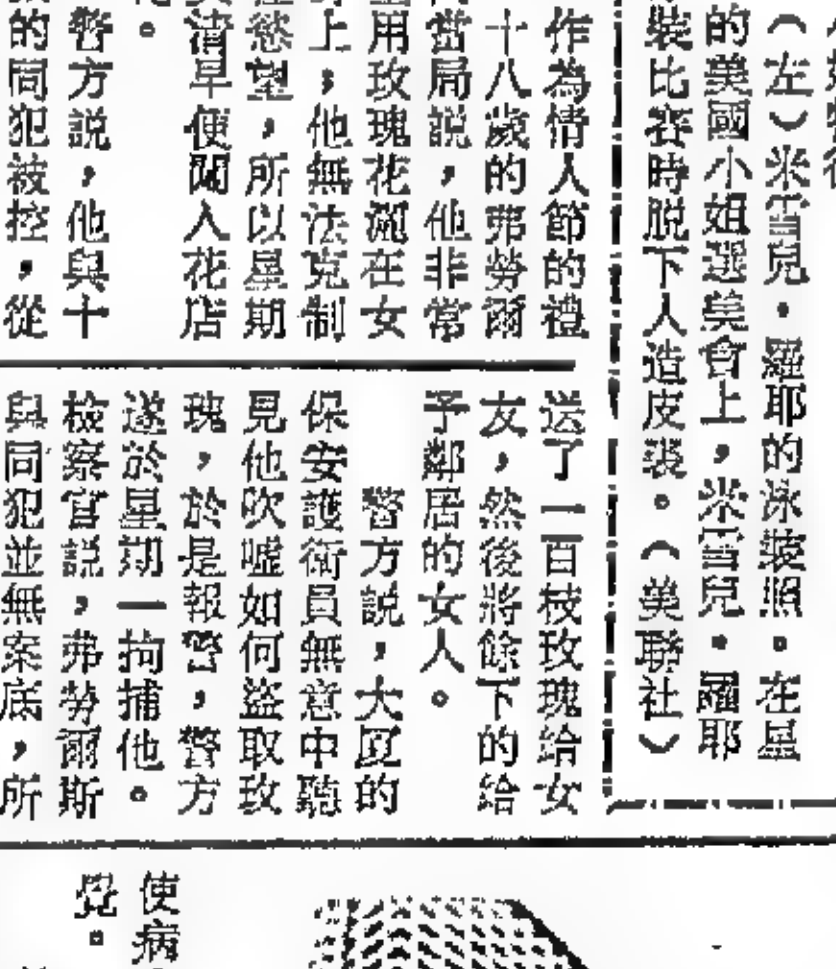 （左）米雪兒．羅耶的泳裝照。在星
的美國小姐選美會上，米雪兒．羅耶
裝比賽時脫下人造皮裘。（美聯社）
作為情人節的禮
十八歲的弗勞爾
當局說，他非常
用玫瑰花灑在女
上，他無法克制
慾望，所以星期
清早便闖入花店
。
警方說，他與十
的同犯被控，從
送了一百枝玫瑰給女
友，然後將餘下的給
予鄰居的女人。
警方說，大厦的
保安護衛員無意中聽
見他吹噓如何盜取玫
瑰，於是報警，警方
遂於星期一拘捕他。
檢察官說，弗勞爾斯
與同犯並無案底，所
使病
覺。